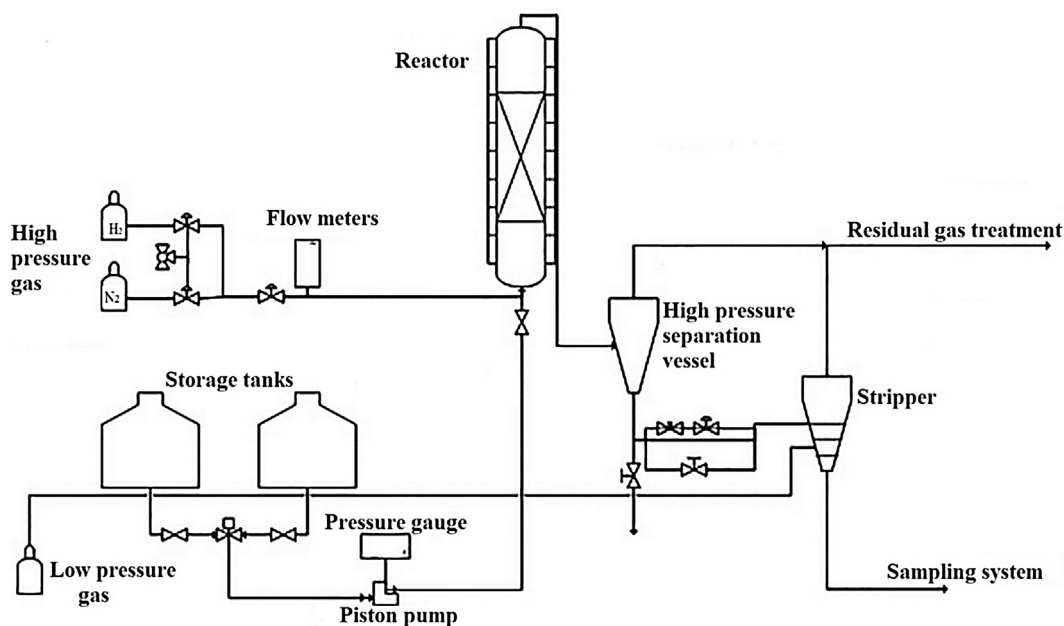 Reactor
Flow meters
High
pressure
gas
H₂
N₂
Residual gas treatment
High pressure
separation
vessel
Storage tanks
Stripper
Pressure gauge
Low pressure
gas
Piston pump
Sampling system